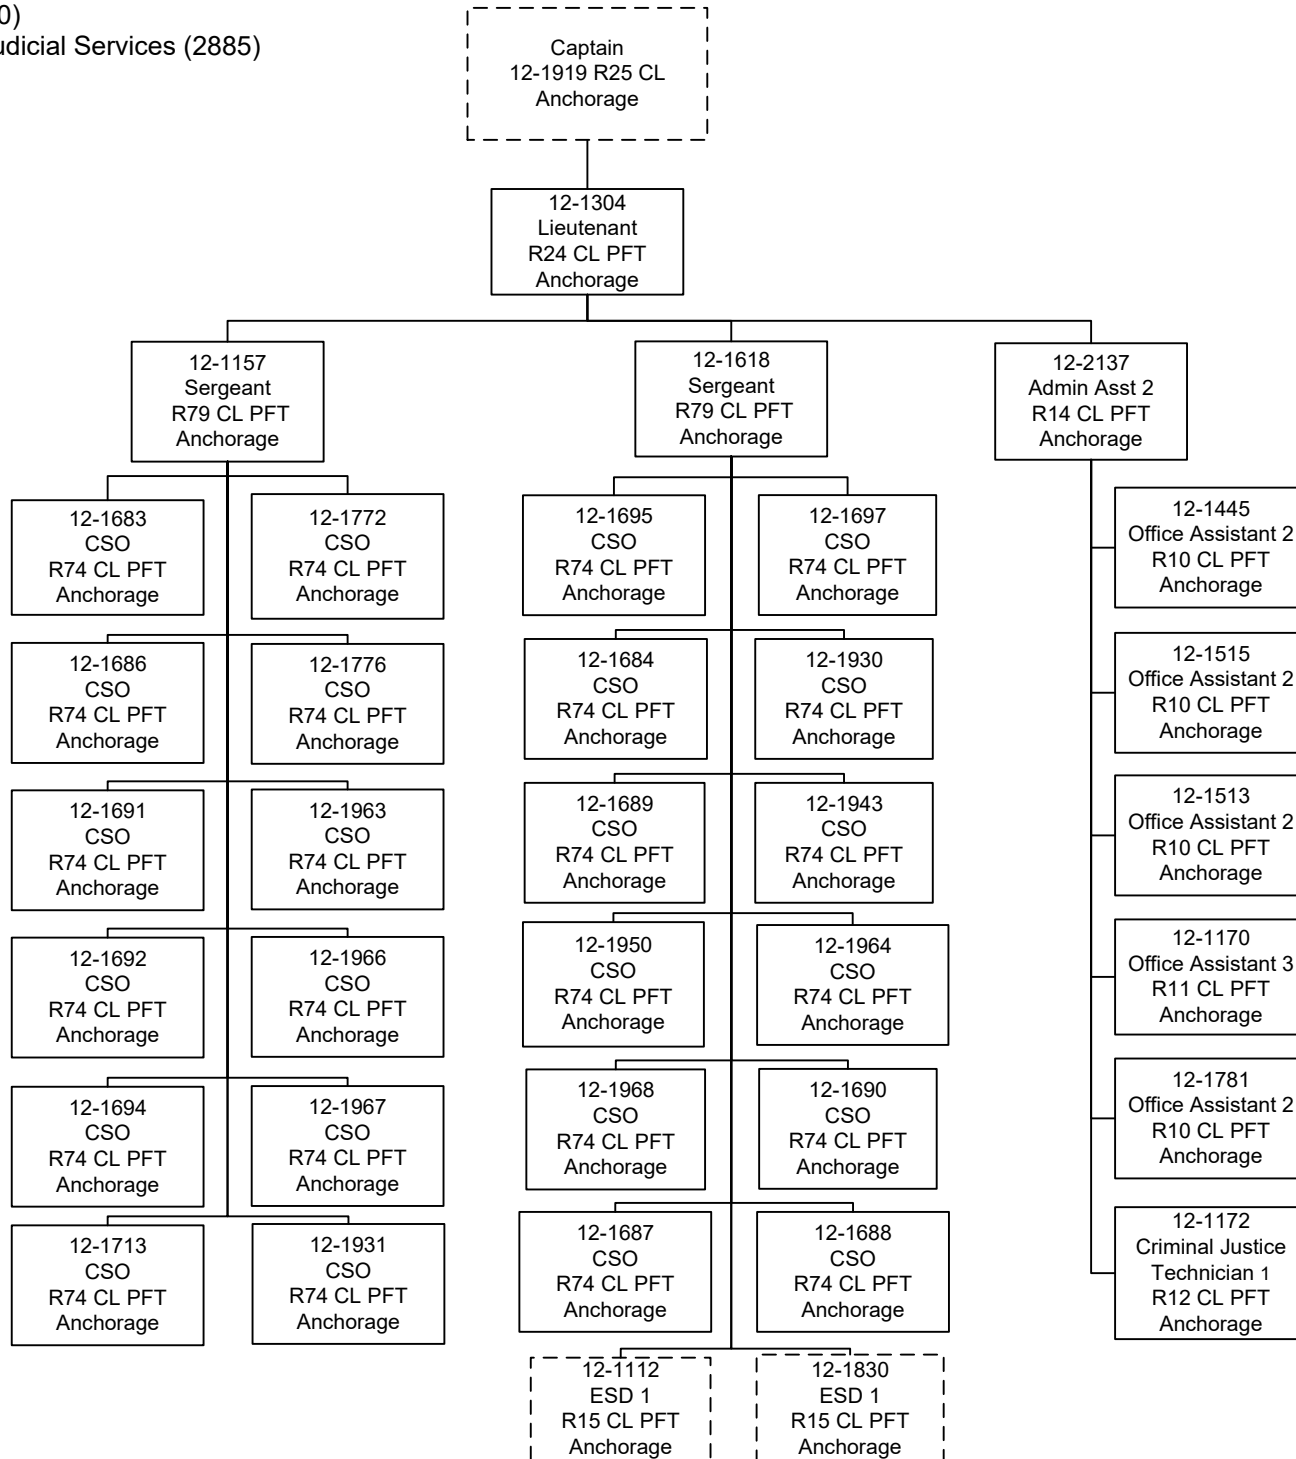 0)
udicial Services (2885)
Captain
12-1919 R25 CL
Anchorage
12-1304
Lieutenant
R24 CL PFT
Anchorage
12-1157
Sergeant
R79 CL PFT
Anchorage
12-1618
Sergeant
R79 CL PFT
Anchorage
12-2137
Admin Asst 2
R14 CL PFT
Anchorage
12-1683
CSO
R74 CL PFT
Anchorage
12-1772
CSO
R74 CL PFT
Anchorage
12-1686
CSO
R74 CL PFT
Anchorage
12-1776
CSO
R74 CL PFT
Anchorage
12-1691
CSO
R74 CL PFT
Anchorage
12-1963
CSO
R74 CL PFT
Anchorage
12-1692
CSO
R74 CL PFT
Anchorage
12-1966
CSO
R74 CL PFT
Anchorage
12-1694
CSO
R74 CL PFT
Anchorage
12-1967
CSO
R74 CL PFT
Anchorage
12-1713
CSO
R74 CL PFT
Anchorage
12-1931
CSO
R74 CL PFT
Anchorage
12-1695
CSO
R74 CL PFT
Anchorage
12-1697
CSO
R74 CL PFT
Anchorage
12-1684
CSO
R74 CL PFT
Anchorage
12-1930
CSO
R74 CL PFT
Anchorage
12-1689
CSO
R74 CL PFT
Anchorage
12-1943
CSO
R74 CL PFT
Anchorage
12-1950
CSO
R74 CL PFT
Anchorage
12-1964
CSO
R74 CL PFT
Anchorage
12-1968
CSO
R74 CL PFT
Anchorage
12-1690
CSO
R74 CL PFT
Anchorage
12-1687
CSO
R74 CL PFT
Anchorage
12-1688
CSO
R74 CL PFT
Anchorage
12-1112
ESD 1
R15 CL PFT
Anchorage
12-1830
ESD 1
R15 CL PFT
Anchorage
12-1445
Office Assistant 2
R10 CL PFT
Anchorage
12-1515
Office Assistant 2
R10 CL PFT
Anchorage
12-1513
Office Assistant 2
R10 CL PFT
Anchorage
12-1170
Office Assistant 3
R11 CL PFT
Anchorage
12-1781
Office Assistant 2
R10 CL PFT
Anchorage
12-1172
Criminal Justice
Technician 1
R12 CL PFT
Anchorage